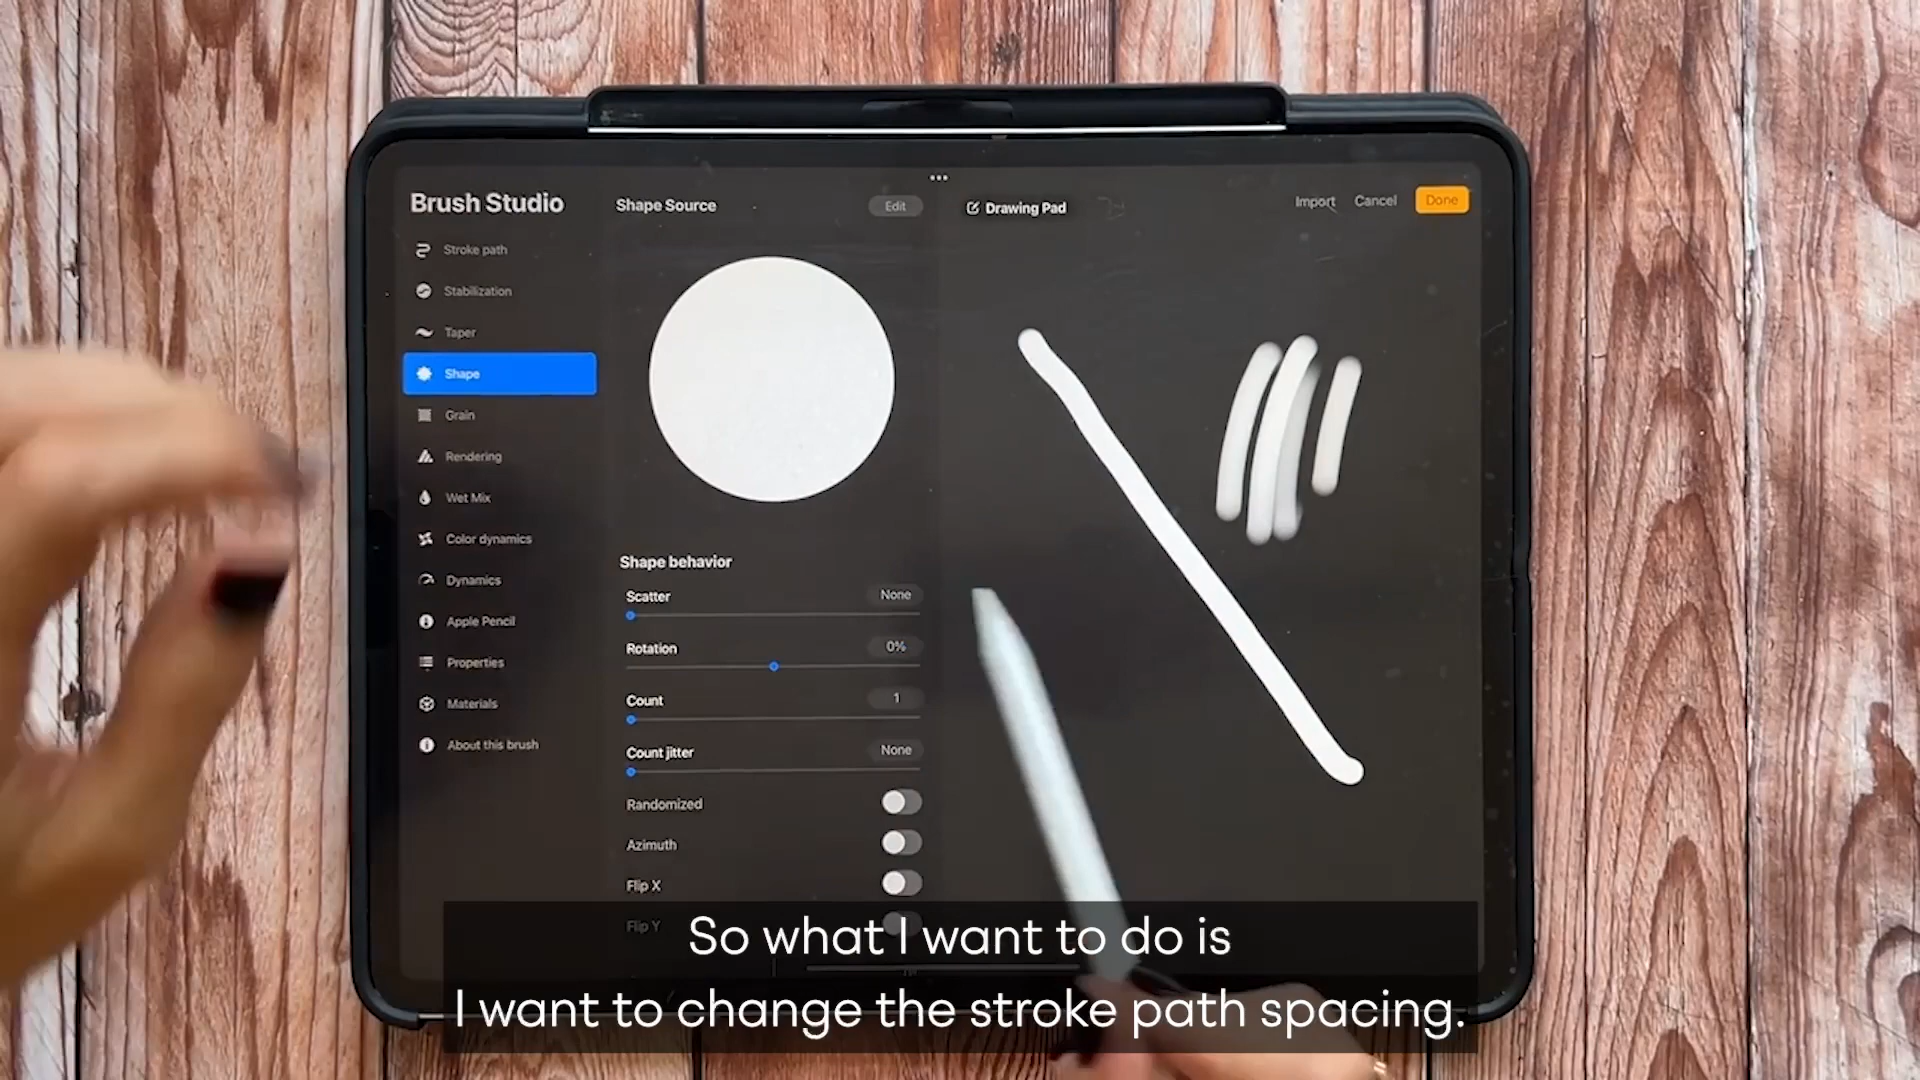 Brush Studio
Stroke path
Stabilization
Taper
Shape
Grain
Rendering
Wet Mix
Color dynamics
Dynamics
Apple Pencil
Properties
Materials
About this brush
Shape Source
Edit
Shape behavior
Scatter None
Rotation 0%
Count 1
Count jitter None
Randomized
Azimuth
Flip X
Flip Y
Drawing Pad
Import Cancel Done
So what I want to do is
I want to change the stroke path spacing.